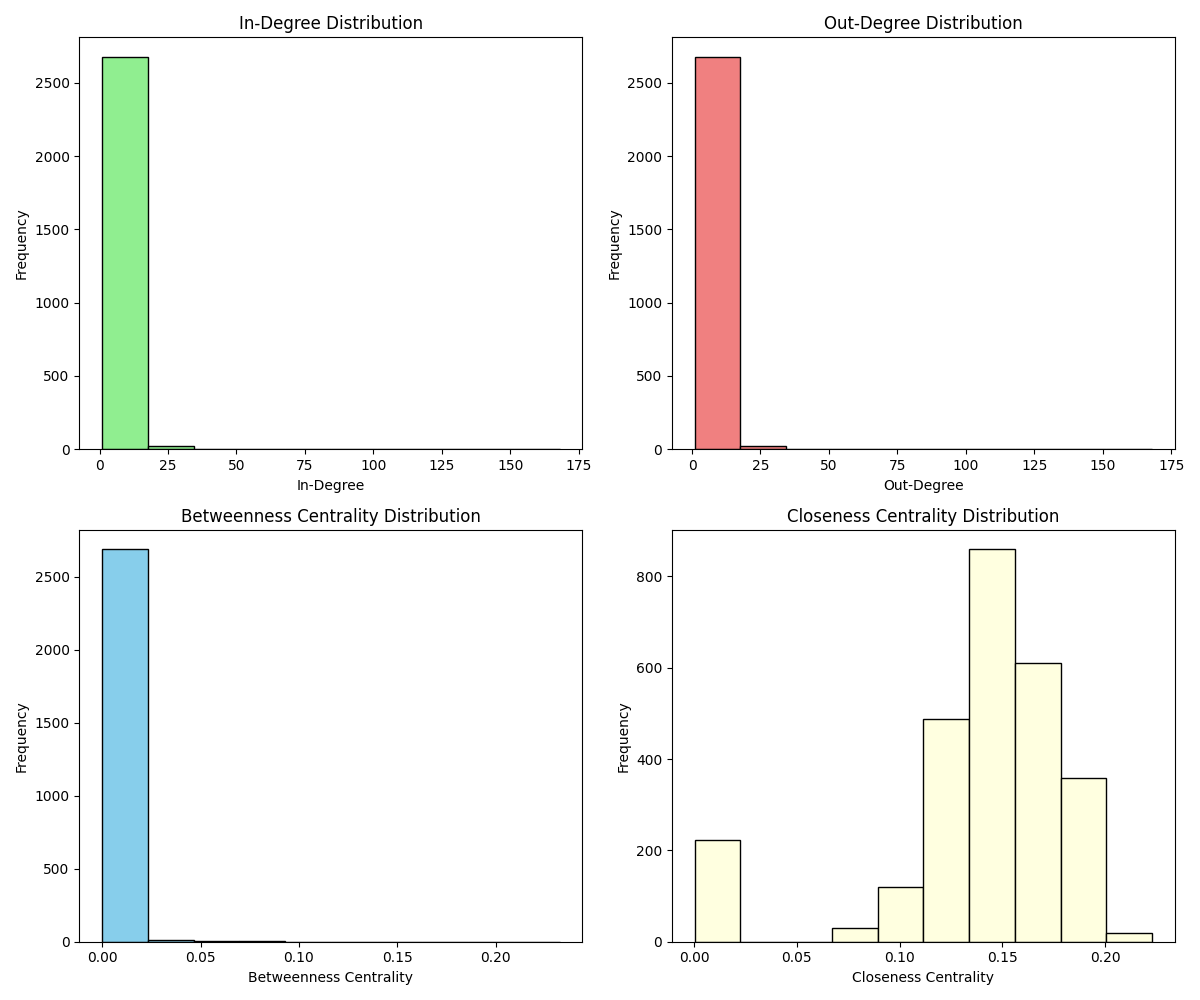 In-Degree Distribution
2500
2000
1500
1000
500
0
Frequency
0 25 50 75 100 125 150 175
In-Degree
Out-Degree Distribution
2500
2000
1500
1000
500
0
Frequency
0 25 50 75 100 125 150 175
Out-Degree
Betweenness Centrality Distribution
2500
2000
1500
1000
500
0
Frequency
0.00 0.05 0.10 0.15 0.20
Betweenness Centrality
Closeness Centrality Distribution
800
600
400
200
0
Frequency
0.00 0.05 0.10 0.15 0.20
Closeness Centrality